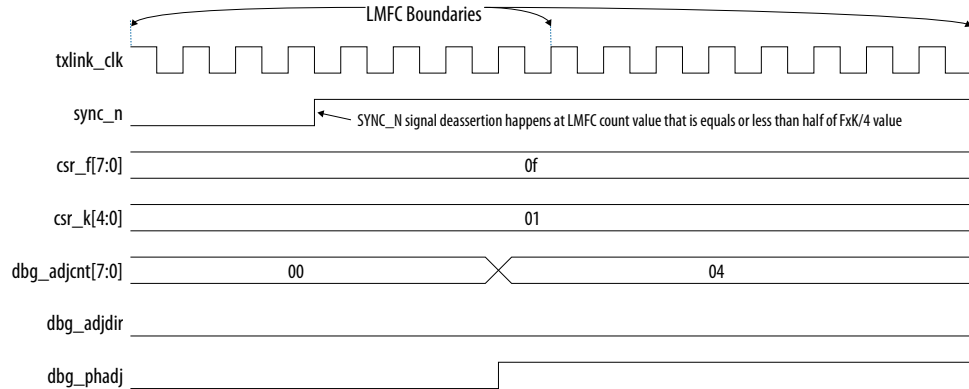 LMFC Boundaries
txlink_clk
sync_n
SYNC_N signal deassertion happens at LMFC count value that is equals or less than half of FxK/4 value
csr_f[7:0]
0f
csr_k[4:0]
01
dbg_adjcnt[7:0]
00
04
dbg_adjdir
dbg_phadj